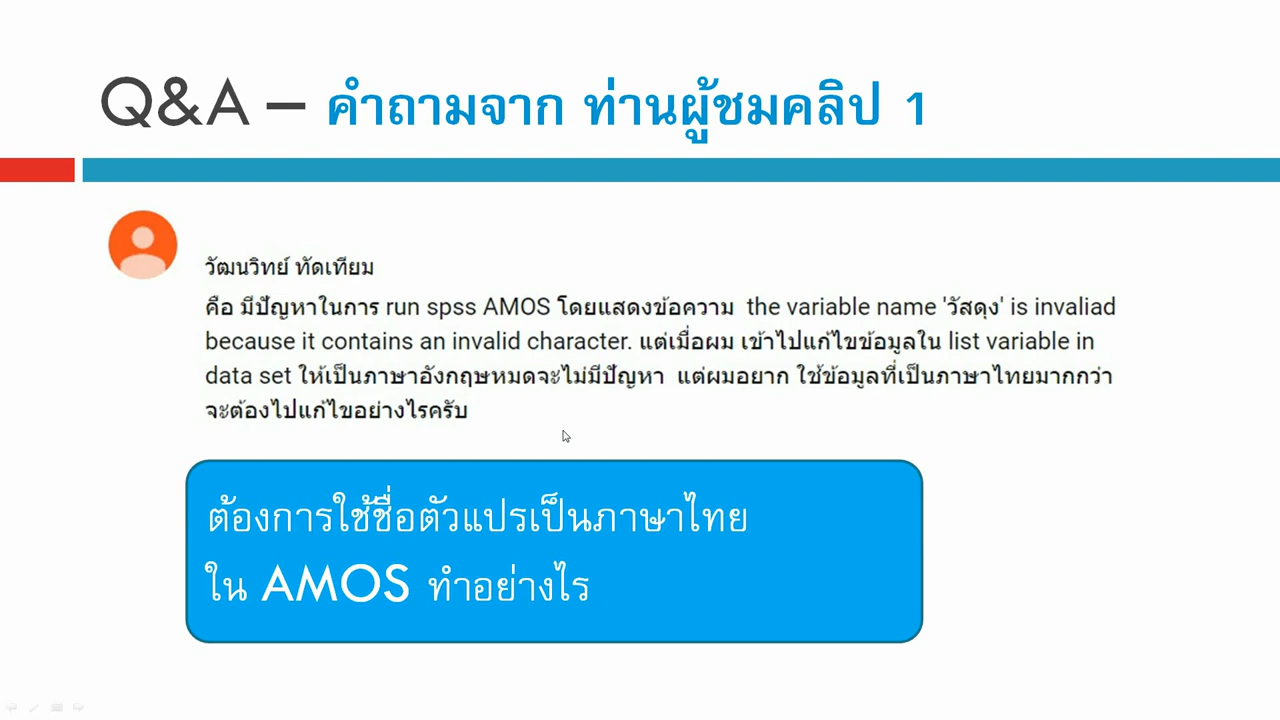 Q&A – คำถามจาก ท่านผู้ชมคลิป 1
วัฒนวิทย์ ทัดเทียม
คือ มีปัญหาในการ run spss AMOS โดยแสดงข้อความ the variable name 'วัสดุง' is invaliad
because it contains an invalid character. แต่เมื่อผม เข้าไปแก้ไขข้อมูลใน list variable in
data set ให้เป็นภาษาอังกฤษหมดจะไม่มีปัญหา แต่ผมอยาก ใช้ข้อมูลที่เป็นภาษาไทยมากกว่า
จะต้องไปแก้ไขอย่างไรครับ
ต้องการใช้ชื่อตัวแปรเป็นภาษาไทย
ใน AMOS ทำอย่างไร